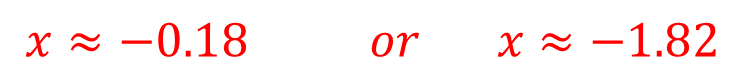 x ≈ −0.18 or x ≈ −1.82